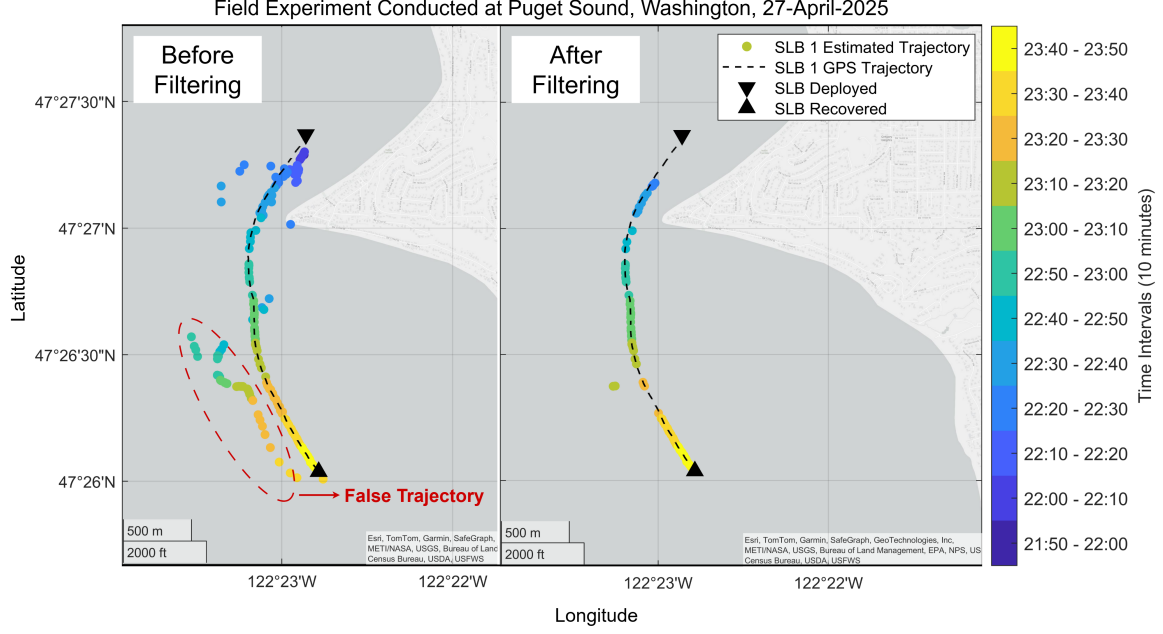 Field Experiment Conducted at Puget Sound, Washington, 27-April-2025
Before
Filtering
After
Filtering
SLB 1 Estimated Trajectory
SLB 1 GPS Trajectory
SLB Deployed
SLB Recovered
47°27'30"N
47°27'N
47°26'30"N
47°26'N
Latitude
False Trajectory
500 m
2000 ft
Esri, TomTom, Garmin, SafeGraph,
METI/NASA, USGS, Bureau of Land
Census Bureau, USDA, USFWS
500 m
2000 ft
Esri, TomTom, Garmin, SafeGraph, GeoTechnologies, Inc,
METI/NASA, USGS, Bureau of Land Management, EPA, NPS, US
Census Bureau, USDA, USFWS
122°23'W
122°22'W
122°23'W
122°22'W
Longitude
23:40 - 23:50
23:30 - 23:40
23:20 - 23:30
23:10 - 23:20
23:00 - 23:10
22:50 - 23:00
22:40 - 22:50
22:30 - 22:40
22:20 - 22:30
22:10 - 22:20
22:00 - 22:10
21:50 - 22:00
Time Intervals (10 minutes)